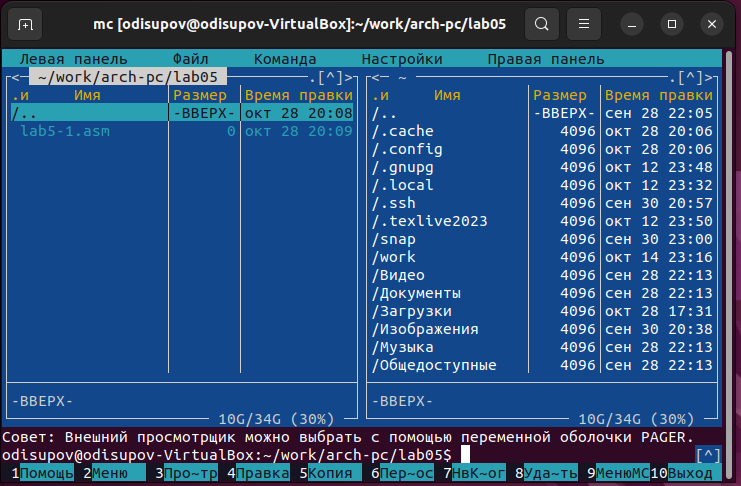 mc [odisupov@odisupov-VirtualBox]:~/work/arch-pc/lab05
Левая панель Файл Команда Настройки Правая панель
<— ~/work/arch-pc/lab05 .[^]>
.и Имя Размер Время правки
/.. -ВВЕРХ- окт 28 20:08
lab5-1.asm 0 окт 28 20:09
-ВВЕРХ-
10G/34G (30%)
<— ~ .[^]>
.и Имя Размер Время правки
/.. -ВВЕРХ- сен 28 22:05
/.cache 4096 окт 28 20:06
/.config 4096 окт 28 20:06
/.gnupg 4096 окт 12 23:48
/.local 4096 окт 12 23:32
/.ssh 4096 сен 30 20:57
/.texlive2023 4096 окт 12 23:50
/snap 4096 сен 30 23:00
/work 4096 окт 14 23:16
/Видео 4096 сен 28 22:13
/Документы 4096 сен 28 22:13
/Загрузки 4096 окт 28 17:31
/Изображения 4096 сен 30 20:38
/Музыка 4096 сен 28 22:13
/Общедоступные 4096 сен 28 22:13
-ВВЕРХ-
10G/34G (30%)
Совет: Внешний просмотрщик можно выбрать с помощью переменной оболочки PAGER.
odisupov@odisupov-VirtualBox:~/work/arch-pc/lab05$ [^]
1Помощь 2Меню 3Про~тр 4Правка 5Копия 6Пер~ос 7НвК~ог 8Уда~ть 9МенюМС 10Выход